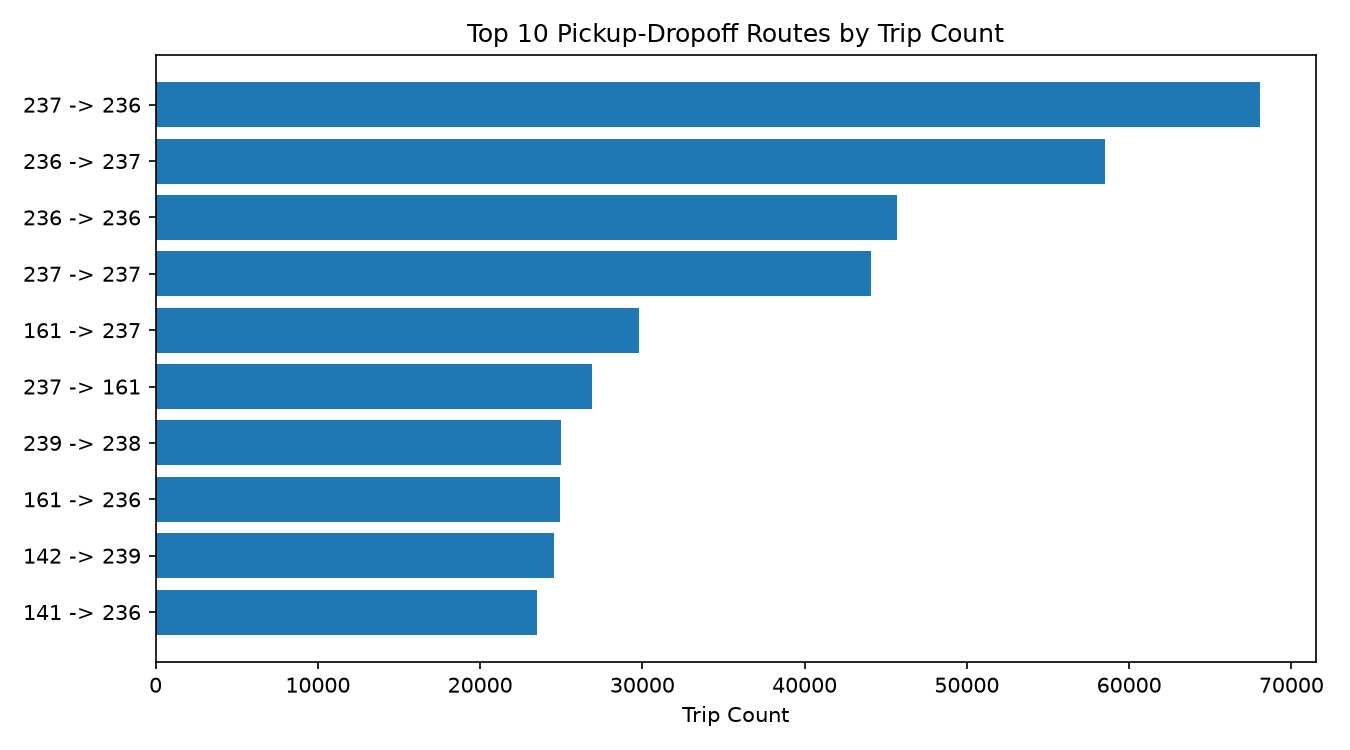 Top 10 Pickup-Dropoff Routes by Trip Count
237 -> 236
236 -> 237
236 -> 236
237 -> 237
161 -> 237
237 -> 161
239 -> 238
161 -> 236
142 -> 239
141 -> 236
0 10000 20000 30000 40000 50000 60000 70000
Trip Count